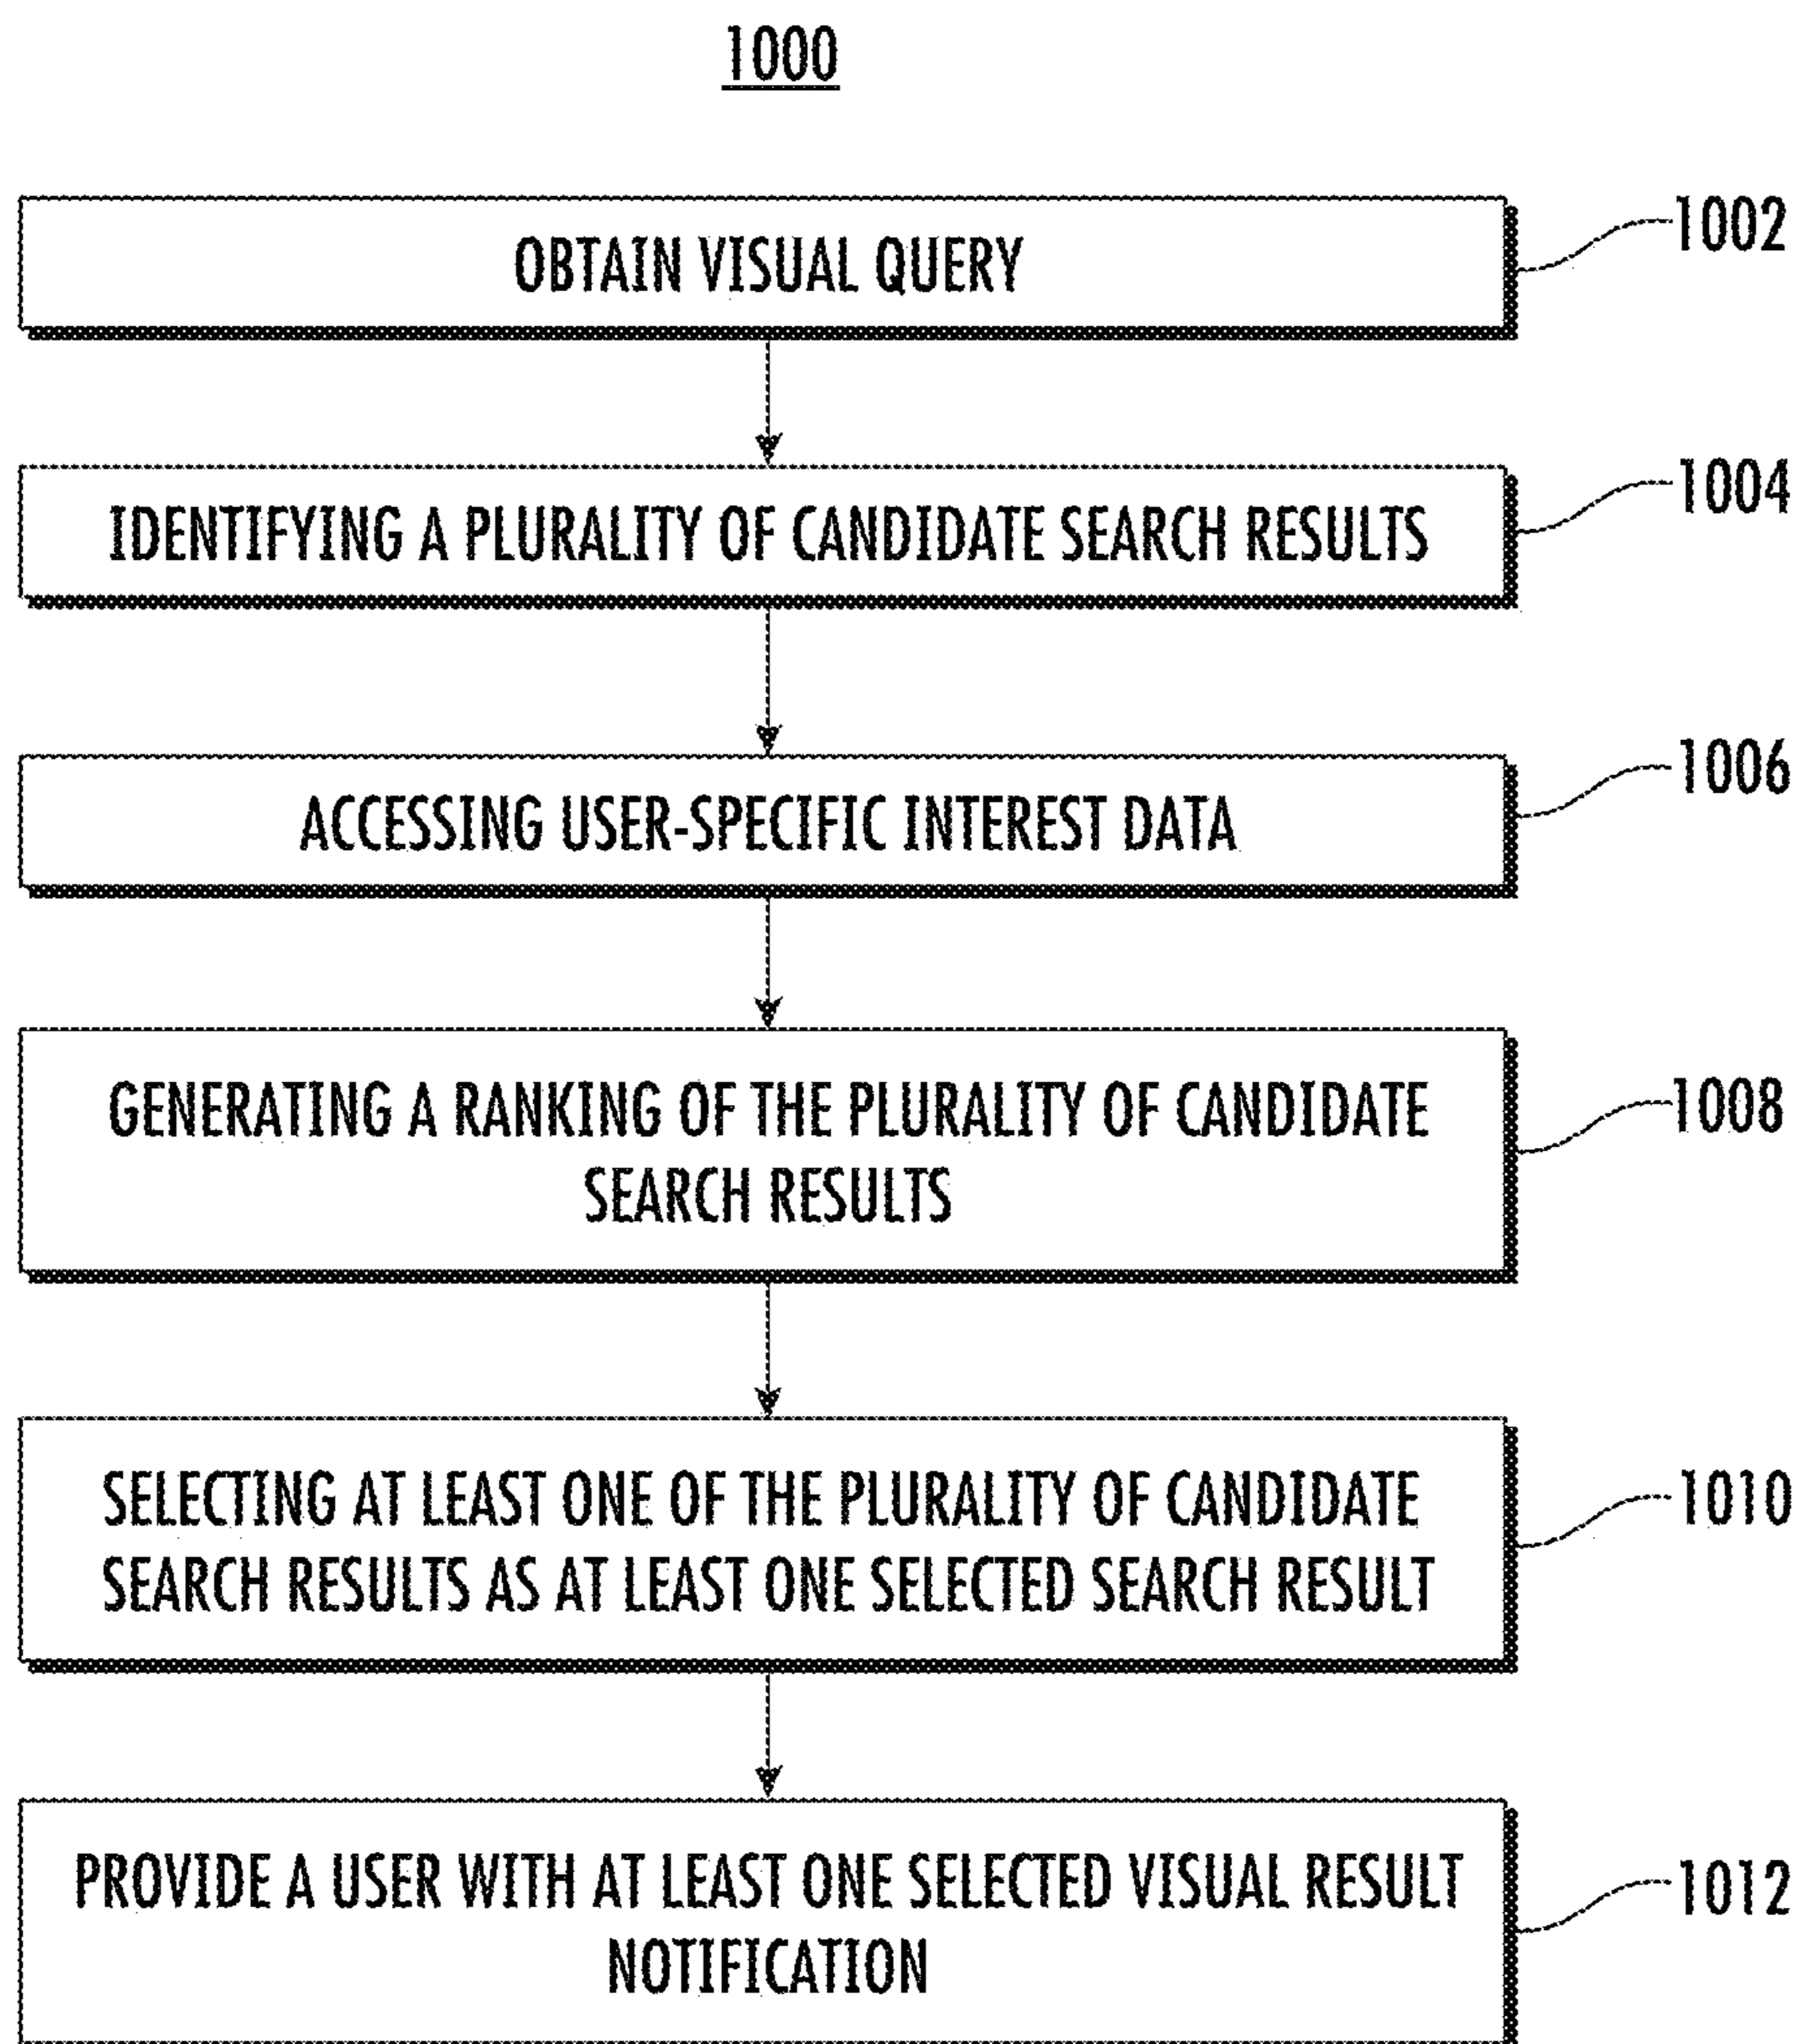 1000
OBTAIN VISUAL QUERY
1002
IDENTIFYING A PLURALITY OF CANDIDATE SEARCH RESULTS
1004
ACCESSING USER-SPECIFIC INTEREST DATA
1006
GENERATING A RANKING OF THE PLURALITY OF CANDIDATE
SEARCH RESULTS
1008
SELECTING AT LEAST ONE OF THE PLURALITY OF CANDIDATE
SEARCH RESULTS AS AT LEAST ONE SELECTED SEARCH RESULT
1010
PROVIDE A USER WITH AT LEAST ONE SELECTED VISUAL RESULT
NOTIFICATION
1012